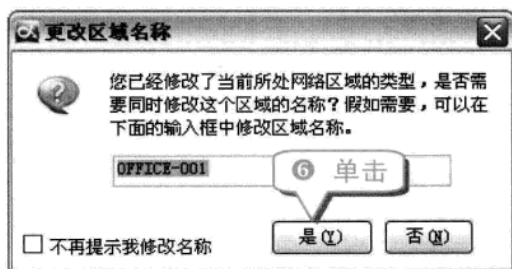 更改区域名称
您已经修改了当前所处网络区域的类型，是否需
要同时修改这个区域的名称？假如需要，可以在
下面的输入框中修改区域名称。
OFFICE-001
❻ 单击
是(Y) 否(N)
不再提示我修改名称